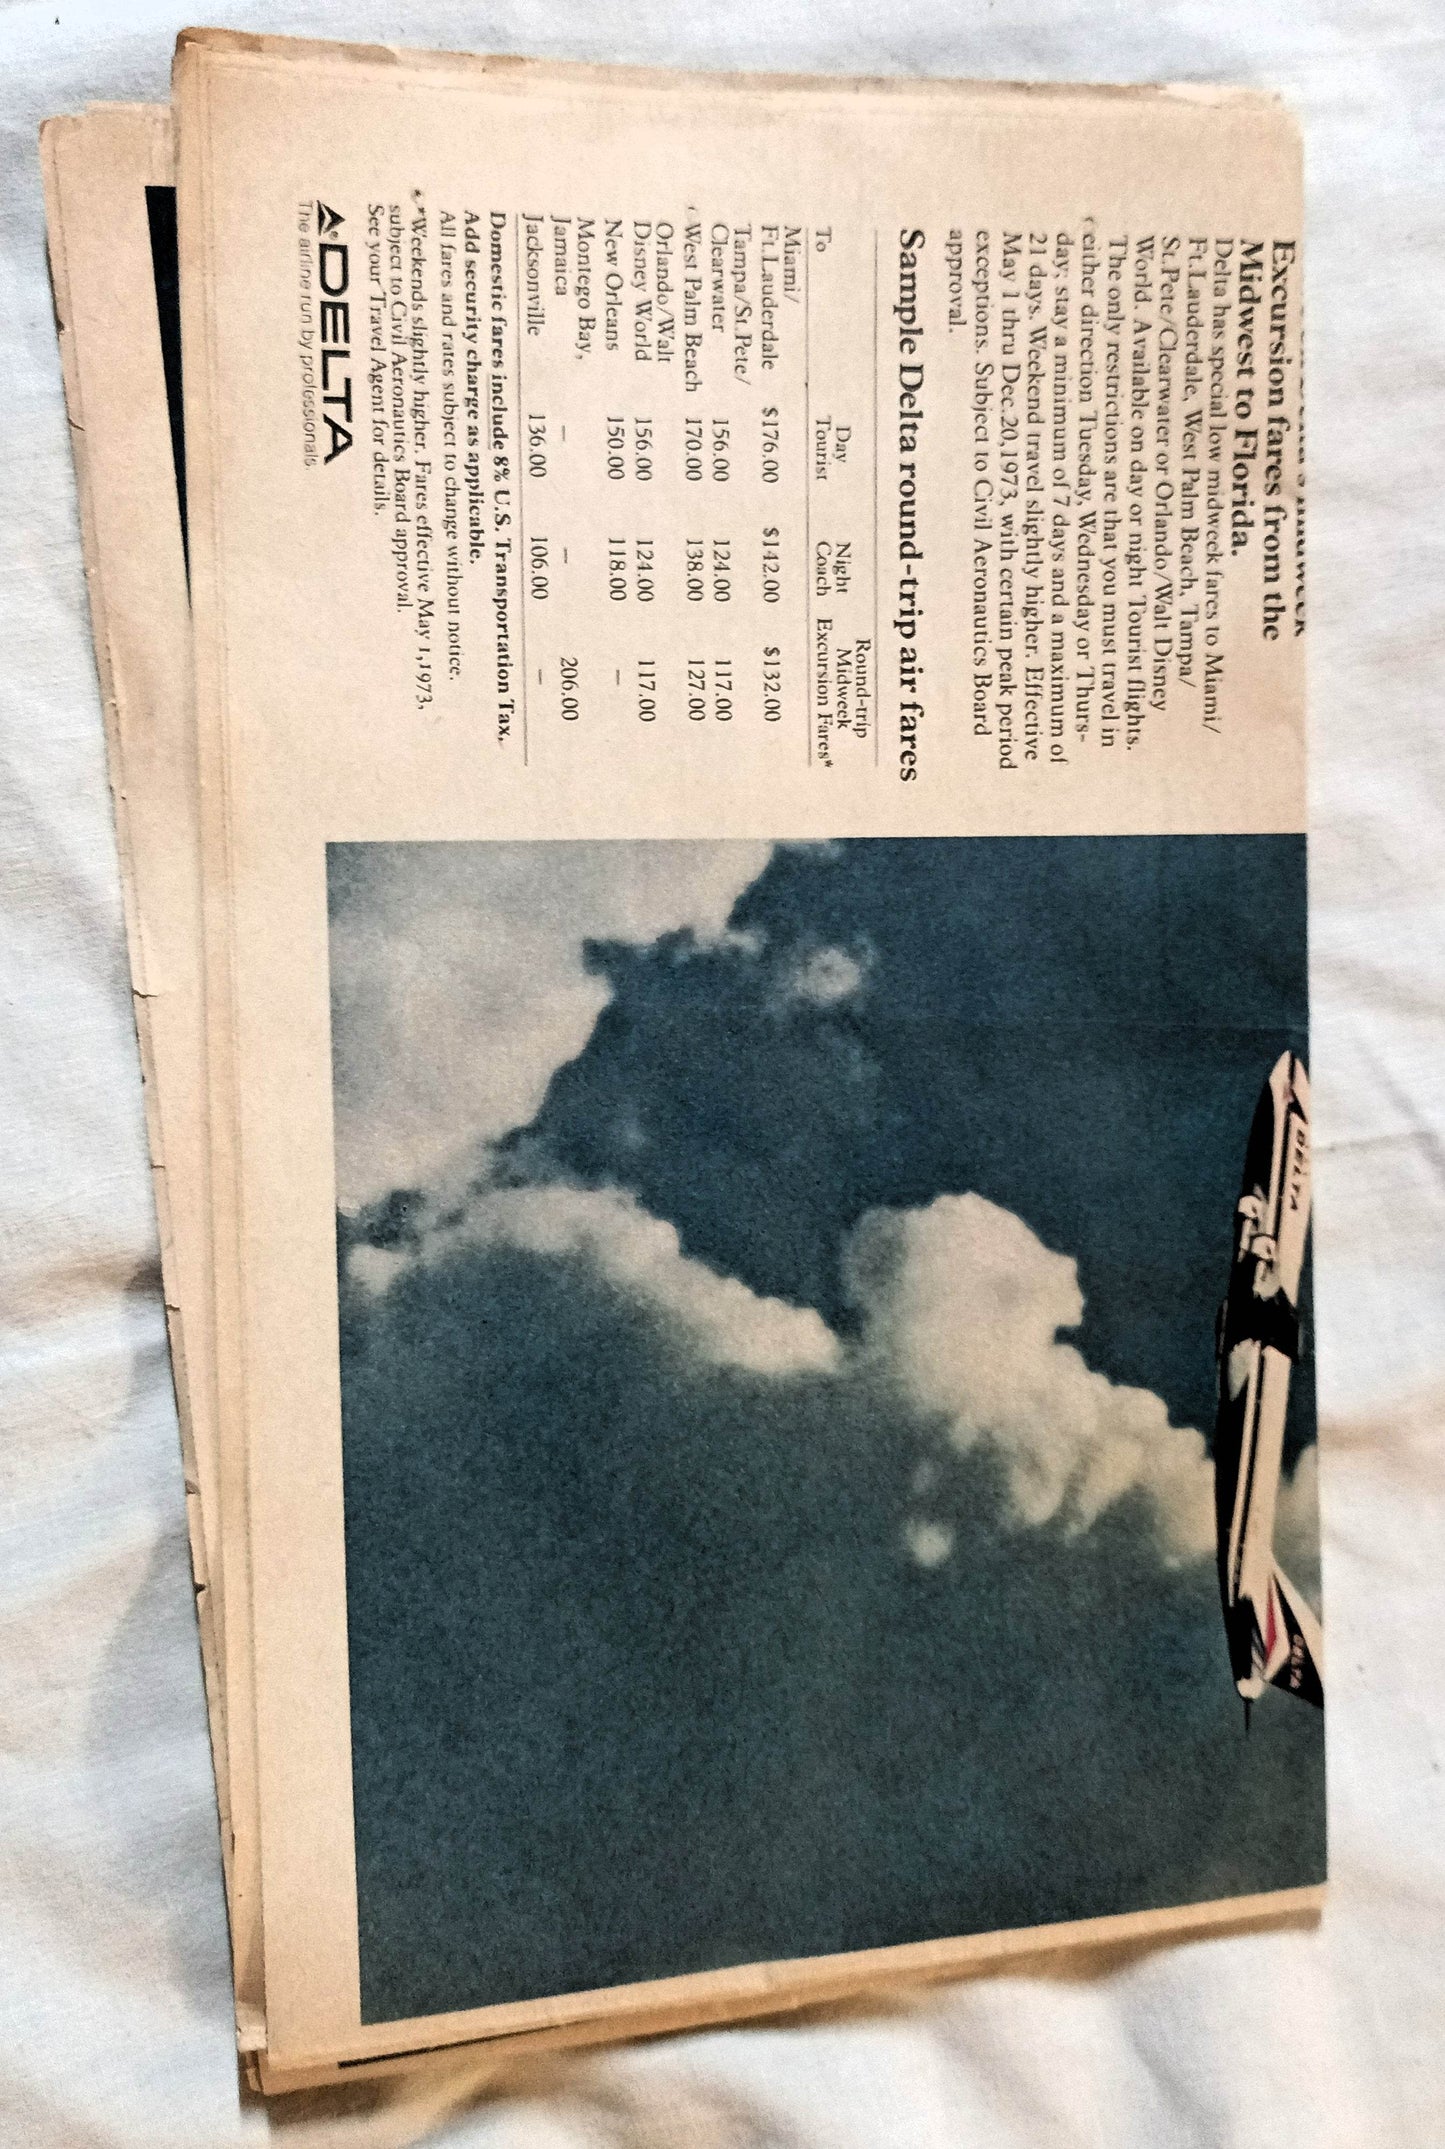 Excursion fares from the
Midwest to Florida.
Delta has special low midweek fares to Miami/
Ft.Lauderdale, West Palm Beach, Tampa/
St.Pete/Clearwater or Orlando/Walt Disney
World. Available on day or night Tourist flights.
The only restrictions are that you must travel in
either direction Tuesday, Wednesday or Thurs-
day; stay a minimum of 7 days and a maximum of
21 days. Weekend travel slightly higher. Effective
May 1 thru Dec.20,1973, with certain peak period
exceptions. Subject to Civil Aeronautics Board
approval.
Sample Delta round-trip air fares
To Day Tourist Night Coach Round-trip Midweek Excursion Fares*
Miami/
Ft.Lauderdale $176.00 $142.00 $132.00
Tampa/St.Pete/
Clearwater 156.00 124.00 117.00
West Palm Beach 170.00 138.00 127.00
Orlando/Walt
Disney World 156.00 124.00 117.00
New Orleans 150.00 118.00 —
Montego Bay,
Jamaica — — 206.00
Jacksonville 136.00 106.00 —
Domestic fares include 8% U.S. Transportation Tax.
Add security charge as applicable.
All fares and rates subject to change without notice.
*Weekends slightly higher. Fares effective May 1,1973,
subject to Civil Aeronautics Board approval.
See your Travel Agent for details.
DELTA®
The airline run by professionals.
DELTA
DELTA